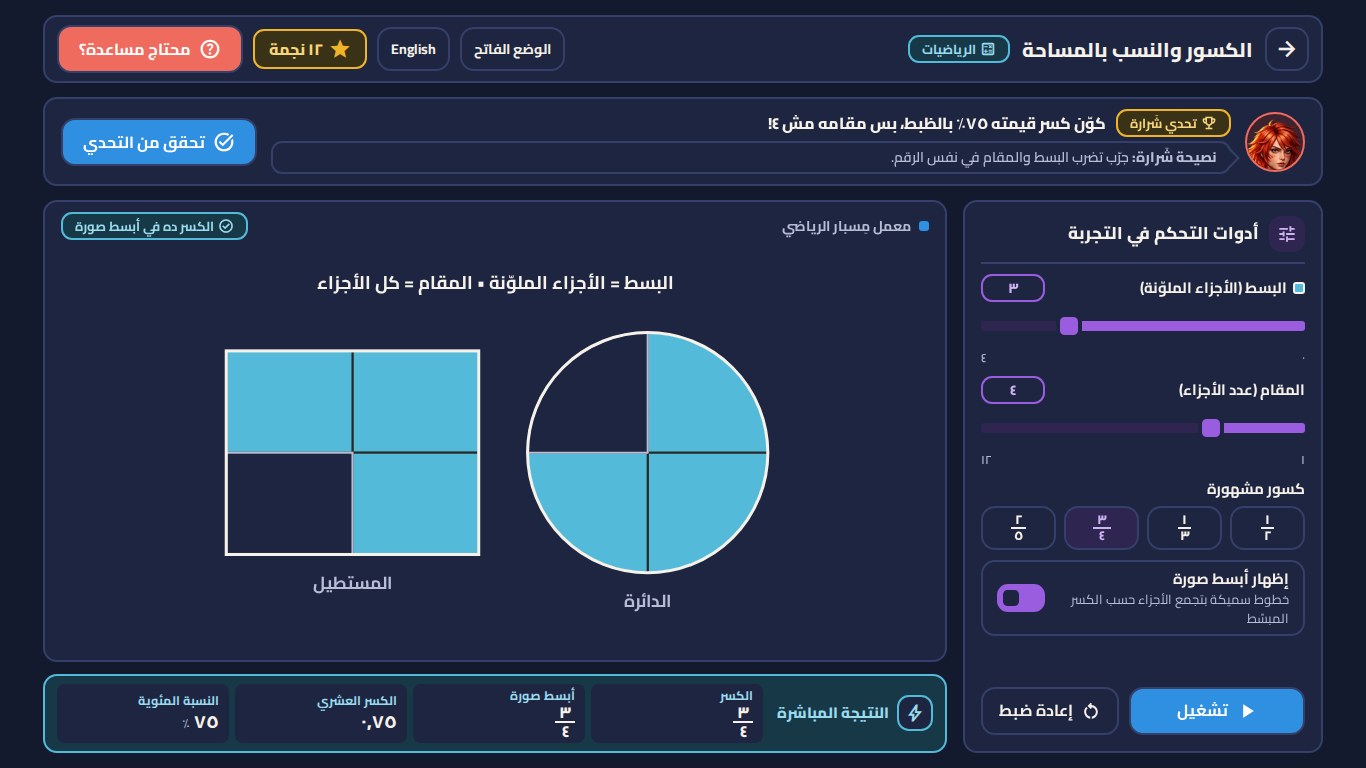 الكسور والنسب بالمساحة
الرياضيات
الوضع الفاتح
English
١٢ نجمة
محتاج مساعدة؟
تحدي شرارة
كوّن كسر قيمته ٧٥٪ بالظبط، بس مقامه مش ٤!
نصيحة شرارة: جرّب تضرب البسط والمقام في نفس الرقم.
تحقق من التحدي
أدوات التحكم في التجربة
البسط (الأجزاء الملوّنة)
٣
٠
٤
المقام (عدد الأجزاء)
٤
١
١٢
كسور مشهورة
١
٢
١
٣
٣
٤
٢
٥
إظهار أبسط صورة
خطوط سميكة بتجمع الأجزاء حسب الكسر
المبسّط
تشغيل
إعادة ضبط
معمل مِسبار الرياضي
الكسر ده في أبسط صورة
البسط = الأجزاء الملوّنة ▪ المقام = كل الأجزاء
الدائرة
المستطيل
النتيجة المباشرة
الكسر
٣
٤
أبسط صورة
٣
٤
الكسر العشري
٠,٧٥
النسبة المئوية
٧٥ ٪